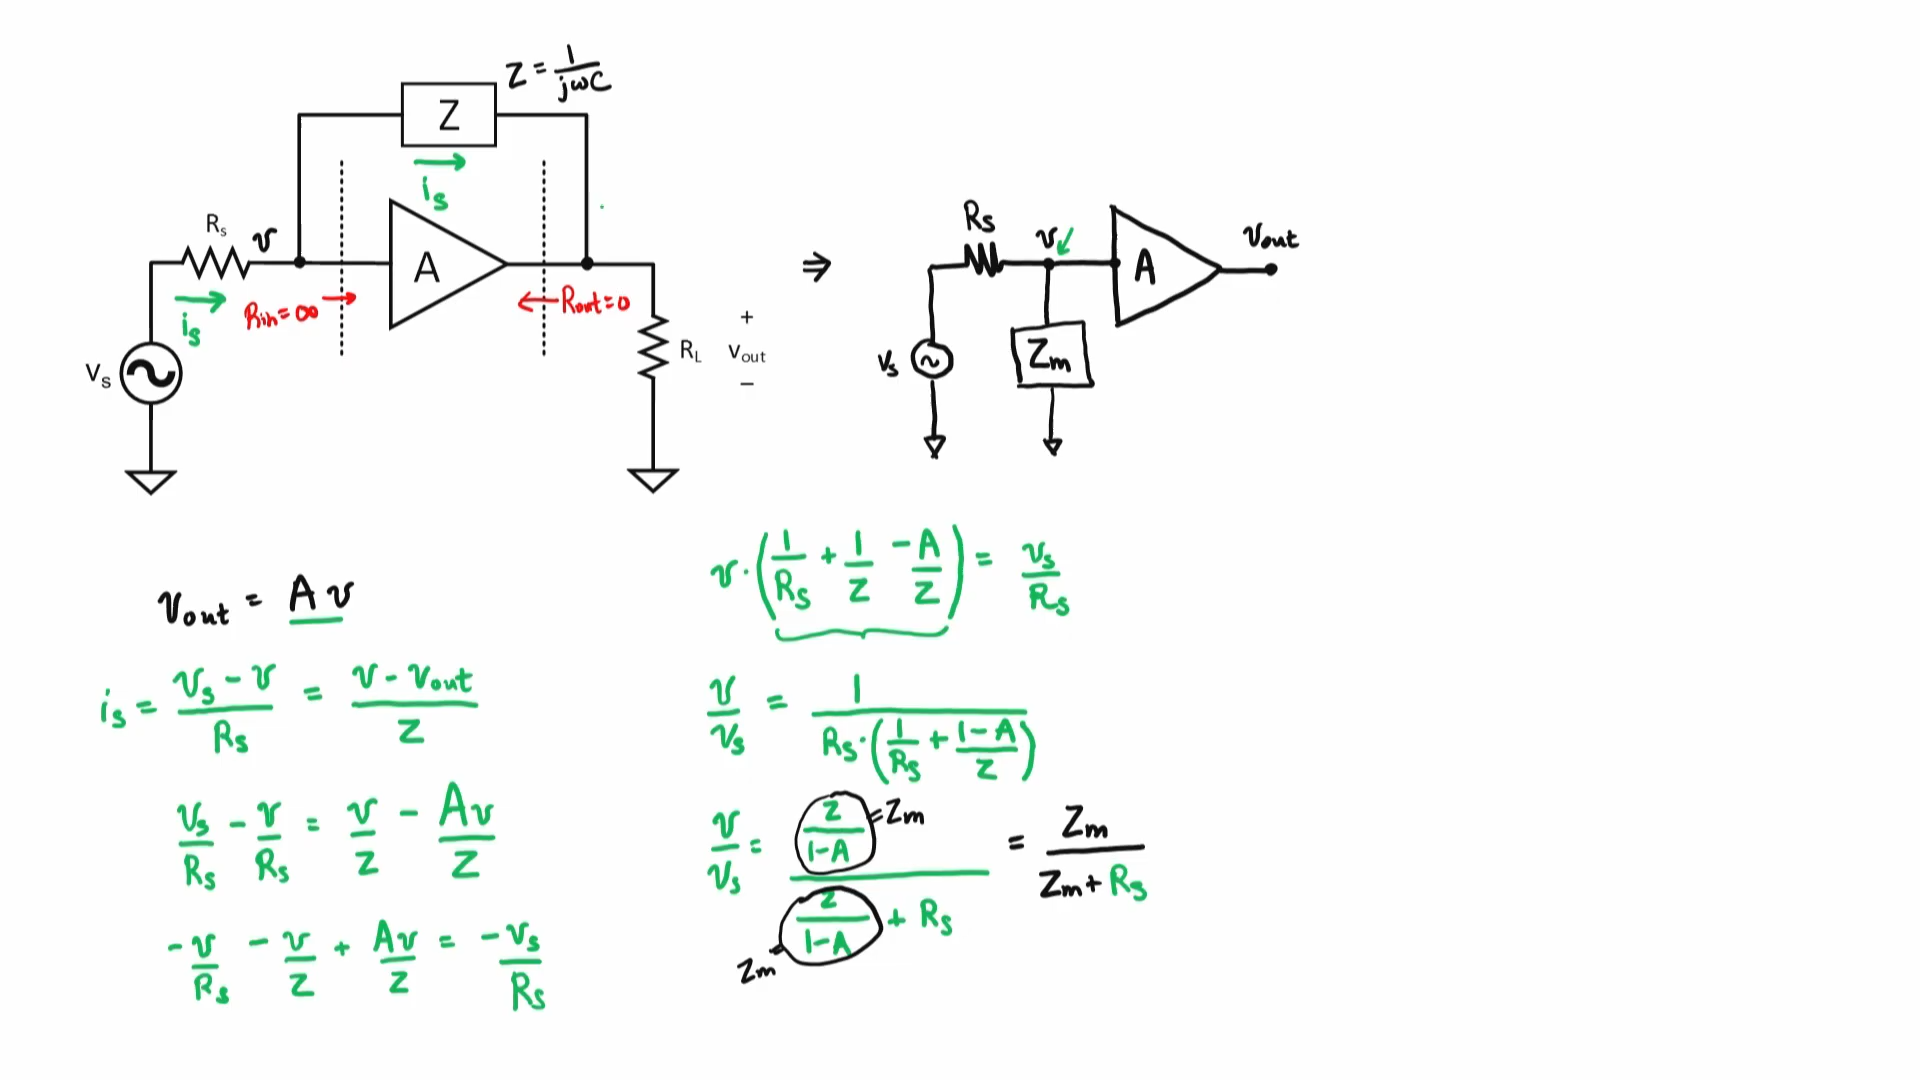 Z = 1/jωC
Z
i_s
R_s
v
A
R_in = ∞
R_out = 0
i_s
V_s
R_L
+
v_out
−
⇒
R_s
v
A
v_out
v_s
Z_m
v_out = A v
i_s = (v_s − v)/R_s = (v − v_out)/Z
v_s/R_s − v/R_s = v/Z − Av/Z
−v/R_s − v/Z + Av/Z = −v_s/R_s
v · (1/R_s + 1/Z −A/Z) = v_s/R_s
v/v_s = 1/(R_s · (1/R_s + (1−A)/Z))
v/v_s = (Z/(1−A))/(Z/(1−A) + R_s) = Z_m/(Z_m + R_s)
= Z_m
Z_m =